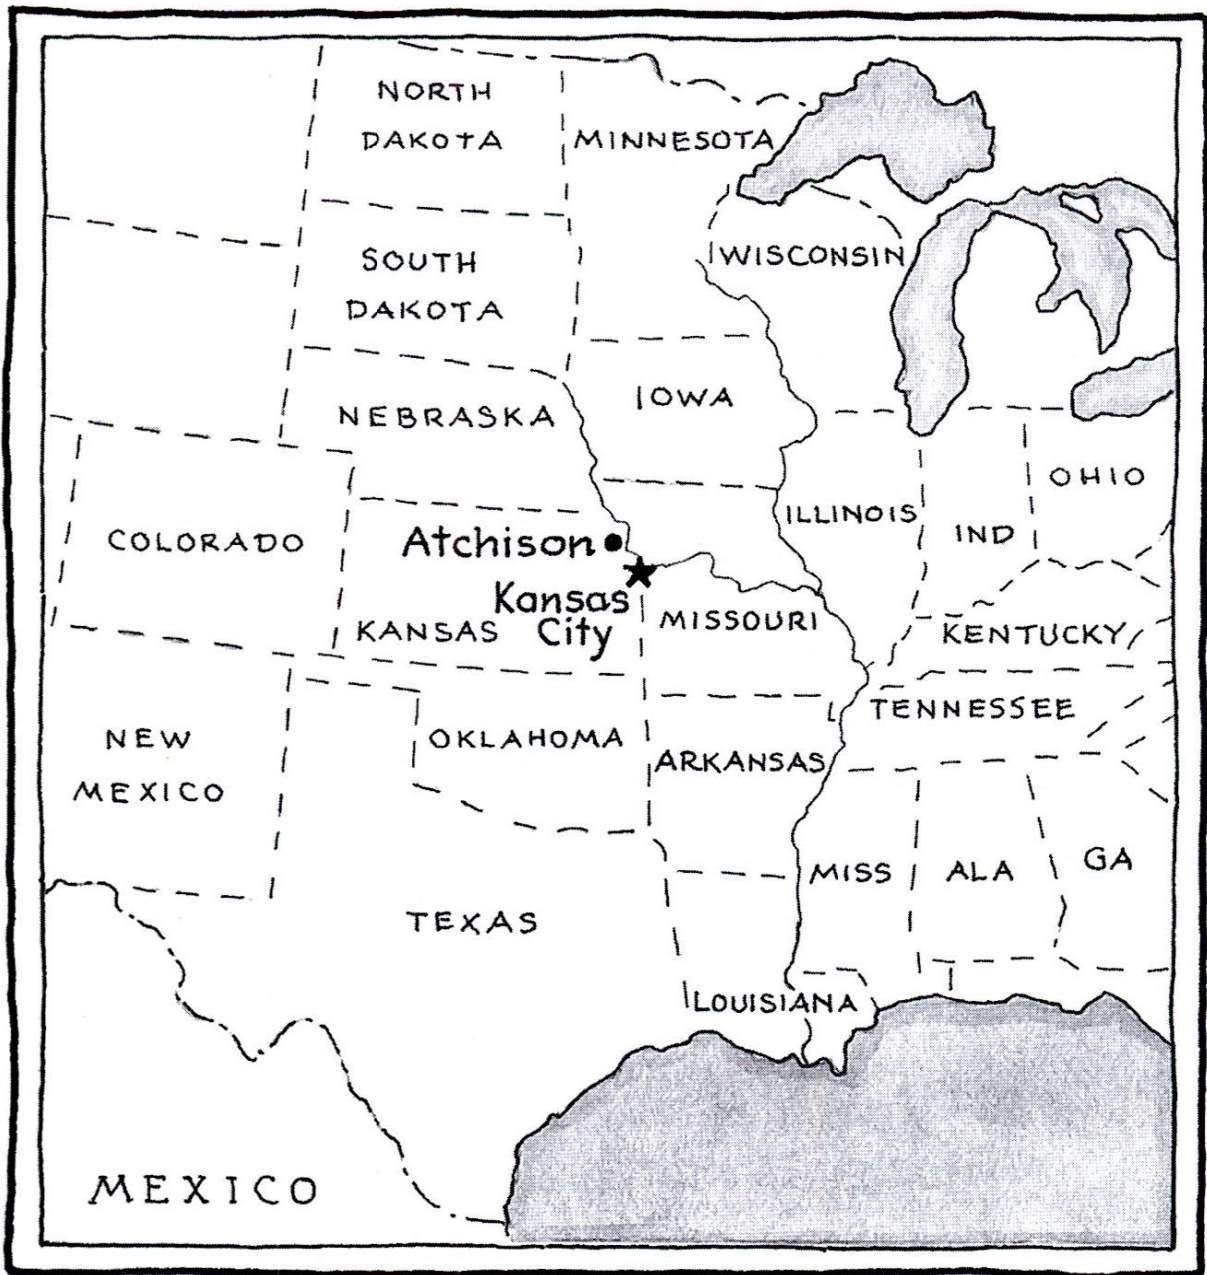 NORTH
DAKOTA
MINNESOTA
SOUTH
DAKOTA
WISCONSIN
NEBRASKA
IOWA
COLORADO
Atchison
ILLINOIS
IND
OHIO
Kansas
City
KANSAS
MISSOURI
KENTUCKY
NEW
MEXICO
OKLAHOMA
ARKANSAS
TENNESSEE
TEXAS
MISS
ALA
GA
LOUISIANA
MEXICO